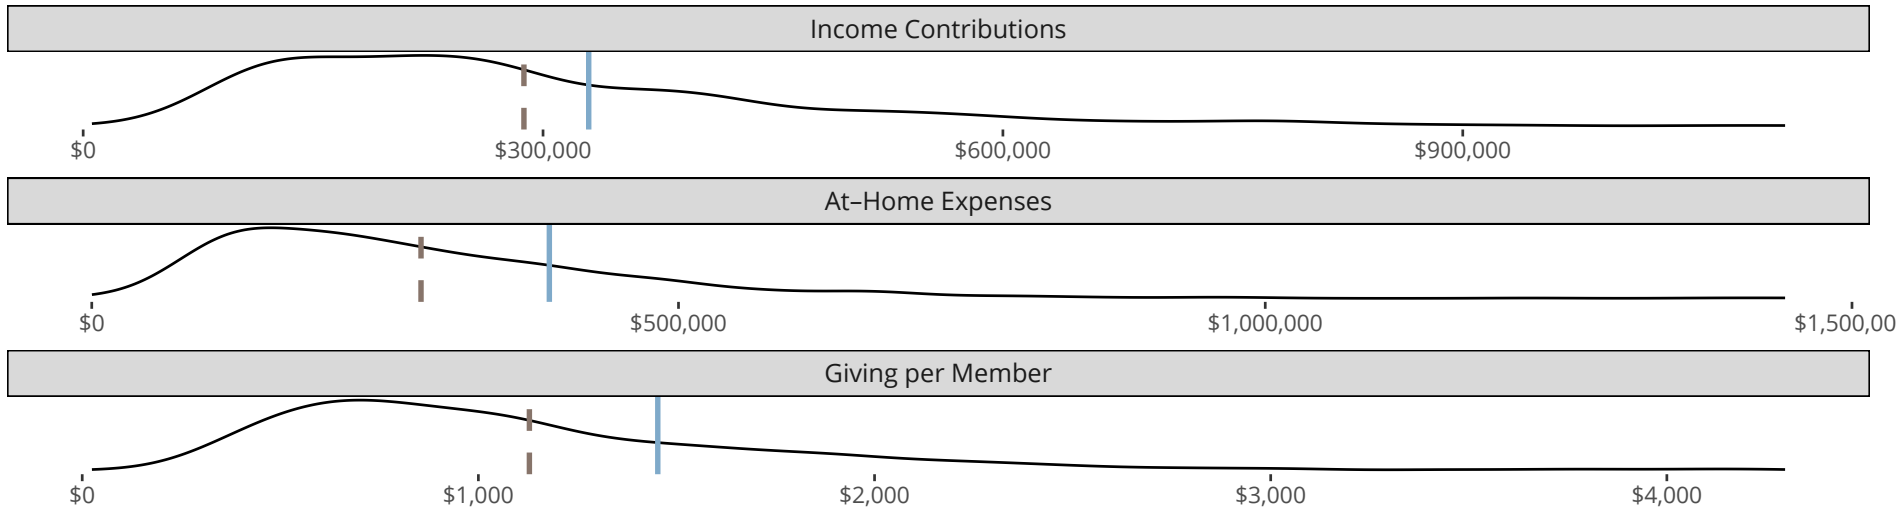 Income Contributions
$0 $300,000 $600,000 $900,000
At–Home Expenses
$0 $500,000 $1,000,000 $1,500,00
Giving per Member
$0 $1,000 $2,000 $3,000 $4,000